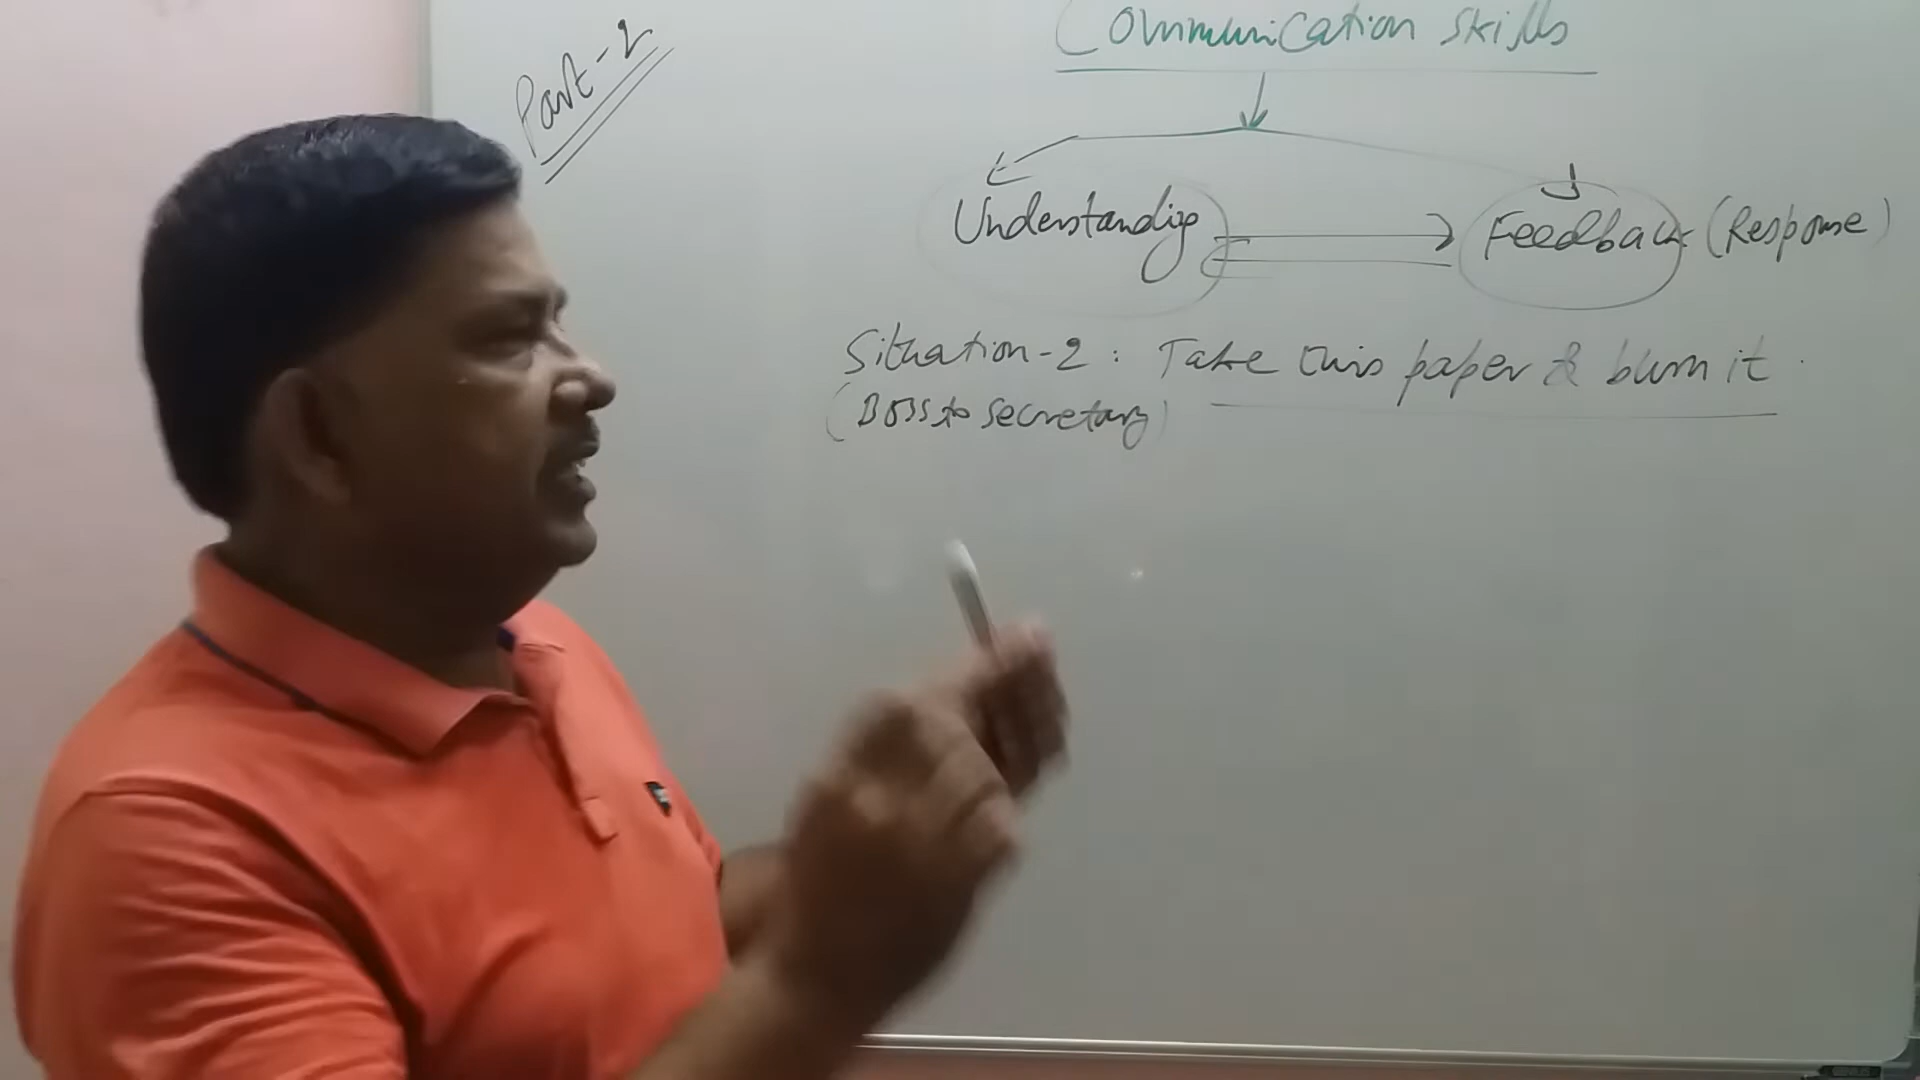 Part-2
Communication Skills
Understanding
Feedback (Response)
Situation-2 : Take this paper & burn it.
(Boss to secretary)